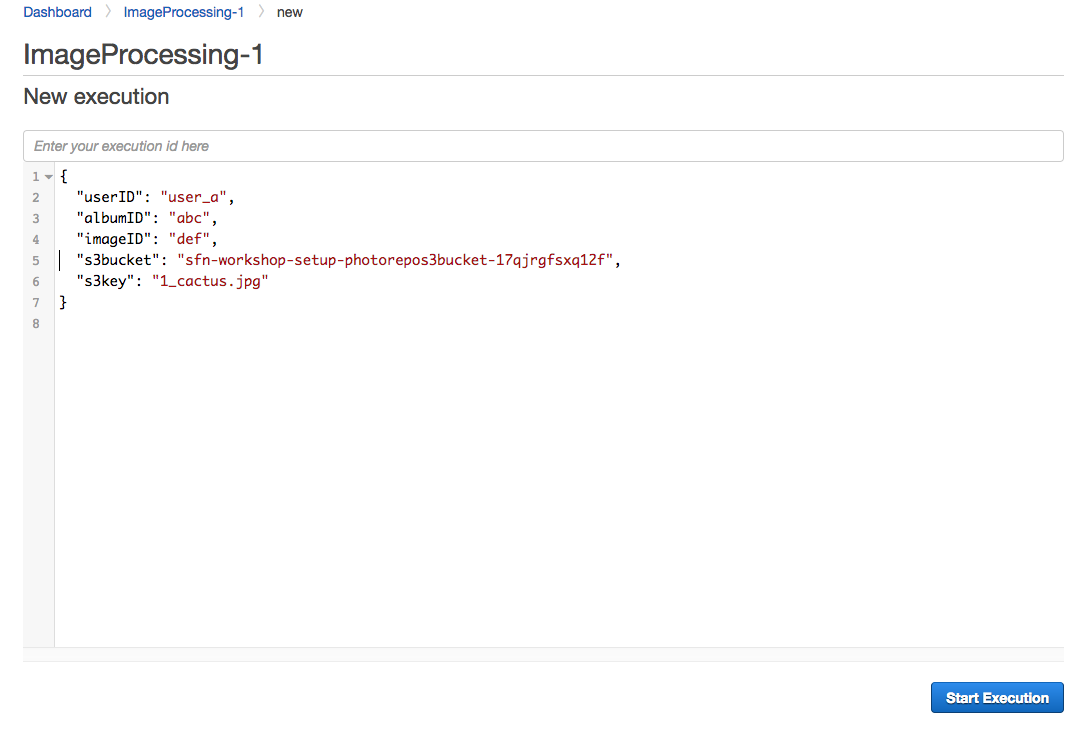 Dashboard > ImageProcessing-1 > new
ImageProcessing-1
New execution
Enter your execution id here
1 {
2 "userID": "user_a",
3 "albumID": "abc",
4 "imageID": "def",
5 "s3bucket": "sfn-workshop-setup-photorepos3bucket-17qjrgfsxq12f",
6 "s3key": "1_cactus.jpg"
7 }
8
Start Execution